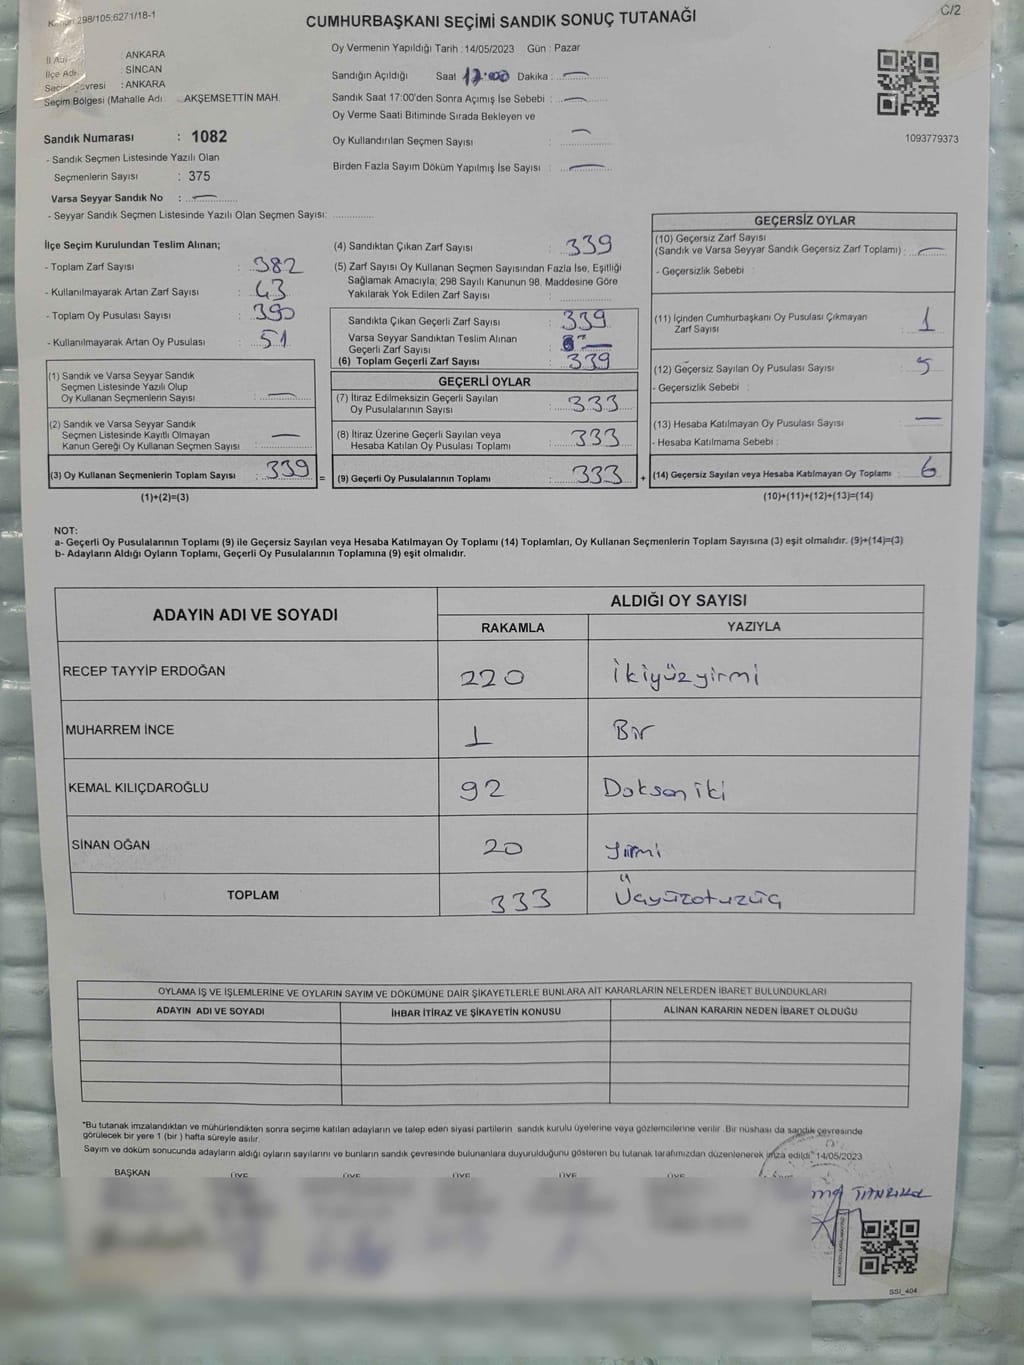 Kanun 298/105;6271/18-1
C/2
CUMHURBAŞKANI SEÇİMİ SANDIK SONUÇ TUTANAĞI
İl Adı : ANKARA
İlçe Adı : SİNCAN
Seçim Çevresi : ANKARA
Seçim Bölgesi (Mahalle Adı : AKŞEMSETTİN MAH.
Oy Vermenin Yapıldığı Tarih : 14/05/2023 Gün : Pazar
Sandığın Açıldığı Saat 17:00 Dakika : —
Sandık Saat 17:00'den Sonra Açımış İse Sebebi : —
Oy Verme Saati Bitiminde Sırada Bekleyen ve
Oy Kullandırılan Seçmen Sayısı : —
Birden Fazla Sayım Döküm Yapılmış İse Sayısı : —
1093779373
Sandık Numarası : 1082
- Sandık Seçmen Listesinde Yazılı Olan
Seçmenlerin Sayısı : 375
Varsa Seyyar Sandık No : —
- Seyyar Sandık Seçmen Listesinde Yazılı Olan Seçmen Sayısı:
İlçe Seçim Kurulundan Teslim Alınan;
- Toplam Zarf Sayısı : 382
- Kullanılmayarak Artan Zarf Sayısı : 43
- Toplam Oy Pusulası Sayısı : 390
- Kullanılmayarak Artan Oy Pusulası : 51
(1) Sandık ve Varsa Seyyar Sandık
Seçmen Listesinde Yazılı Olup
Oy Kullanan Seçmenlerin Sayısı : —
(2) Sandık ve Varsa Seyyar Sandık
Seçmen Listesinde Kayıtlı Olmayan
Kanun Gereği Oy Kullanan Seçmen Sayısı : —
(3) Oy Kullanan Seçmenlerin Toplam Sayısı : 339
(1)+(2)=(3)
(4) Sandıktan Çıkan Zarf Sayısı : 339
(5) Zarf Sayısı Oy Kullanan Seçmen Sayısından Fazla İse, Eşitliği
Sağlamak Amacıyla, 298 Sayılı Kanunun 98. Maddesine Göre
Yakılarak Yok Edilen Zarf Sayısı :
Sandıkta Çıkan Geçerli Zarf Sayısı : 339
Varsa Seyyar Sandıktan Teslim Alınan
Geçerli Zarf Sayısı : —
(6) Toplam Geçerli Zarf Sayısı : 339
GEÇERLİ OYLAR
(7) İtiraz Edilmeksizin Geçerli Sayılan
Oy Pusulalarının Sayısı : 333
(8) İtiraz Üzerine Geçerli Sayılan veya
Hesaba Katılan Oy Pusulası Toplamı : 333
= (9) Geçerli Oy Pusulalarının Toplamı : 333 +
GEÇERSİZ OYLAR
(10) Geçersiz Zarf Sayısı
(Sandık ve Varsa Seyyar Sandık Geçersiz Zarf Toplamı) : —
- Geçersizlik Sebebi :
(11) İçinden Cumhurbaşkanı Oy Pusulası Çıkmayan
Zarf Sayısı : 1
(12) Geçersiz Sayılan Oy Pusulası Sayısı : 5
- Geçersizlik Sebebi :
(13) Hesaba Katılmayan Oy Pusulası Sayısı : —
- Hesaba Katılmama Sebebi :
(14) Geçersiz Sayılan veya Hesaba Katılmayan Oy Toplamı : 6
(10)+(11)+(12)+(13)=(14)
NOT:
a- Geçerli Oy Pusulalarının Toplamı (9) ile Geçersiz Sayılan veya Hesaba Katılmayan Oy Toplamı (14) Toplamları, Oy Kullanan Seçmenlerin Toplam Sayısına (3) eşit olmalıdır. (9)+(14)=(3)
b- Adayların Aldığı Oyların Toplamı, Geçerli Oy Pusulalarının Toplamına (9) eşit olmalıdır.
ADAYIN ADI VE SOYADI
ALDIĞI OY SAYISI
RAKAMLA YAZIYLA
RECEP TAYYİP ERDOĞAN 220 İkiyüzyirmi
MUHARREM İNCE 1 Bir
KEMAL KILIÇDAROĞLU 92 Doksan iki
SİNAN OĞAN 20 yirmi
TOPLAM 333 Üçyüzotuzüç
OYLAMA İŞ VE İŞLEMLERİNE VE OYLARIN SAYIM VE DÖKÜMÜNE DAİR ŞİKAYETLERLE BUNLARA AİT KARARLARIN NELERDEN İBARET BULUNDUKLARI
ADAYIN ADI VE SOYADI İHBAR İTİRAZ VE ŞİKAYETİN KONUSU ALINAN KARARIN NEDEN İBARET OLDUĞU
"Bu tutanak imzalandıktan ve mühürlendikten sonra seçime katılan adayların ve talep eden siyasi partilerin sandık kurulu üyelerine veya gözlemcilerine verilir. Bir nüshası da sandık çevresinde
görülecek bir yere 1 (bir ) hafta süreyle asılır.
Sayım ve döküm sonucunda adayların aldığı oyların sayılarını ve bunların sandık çevresinde bulunanlara duyurulduğunu gösteren bu tutanak tarafımızdan düzenlenerek imza edildi" 14/05/2023
BAŞKAN ÜYE ÜYE ÜYE ÜYE ÜYE
SSI_404